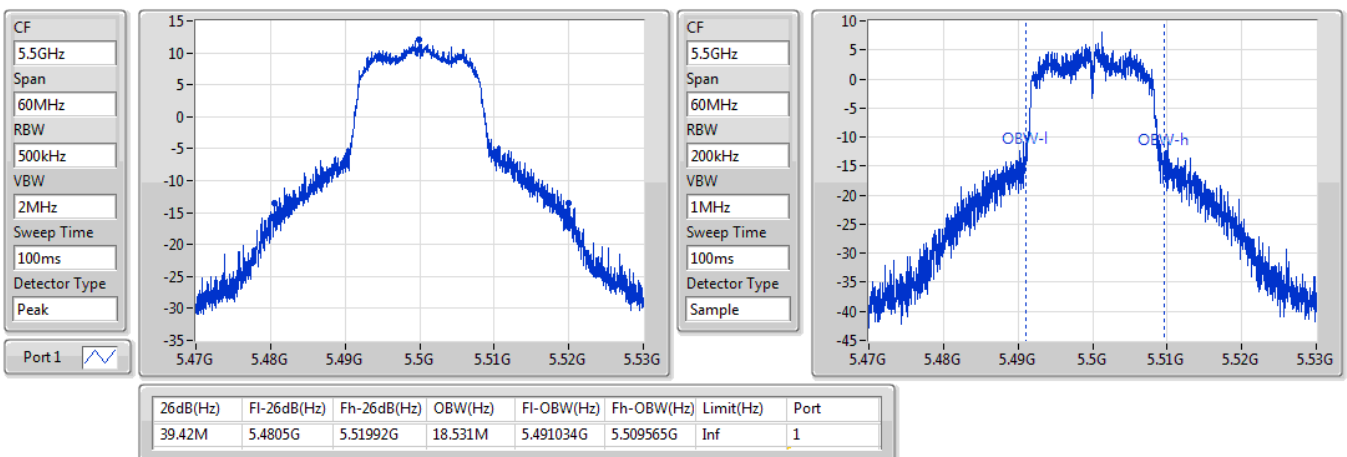 CF
5.5GHz
Span
60MHz
RBW
500kHz
VBW
2MHz
Sweep Time
100ms
Detector Type
Peak
Port 1
15
10
5
0
-5
-10
-15
-20
-25
-30
-35
5.47G 5.48G 5.49G 5.5G 5.51G 5.52G 5.53G
CF
5.5GHz
Span
60MHz
RBW
200kHz
VBW
1MHz
Sweep Time
100ms
Detector Type
Sample
10
5
0
-5
-10
-15
-20
-25
-30
-35
-40
-45
OBW-l OBW-h
5.47G 5.48G 5.49G 5.5G 5.51G 5.52G 5.53G
26dB(Hz) Fl-26dB(Hz) Fh-26dB(Hz) OBW(Hz) Fl-OBW(Hz) Fh-OBW(Hz) Limit(Hz) Port
39.42M 5.4805G 5.51992G 18.531M 5.491034G 5.509565G Inf 1